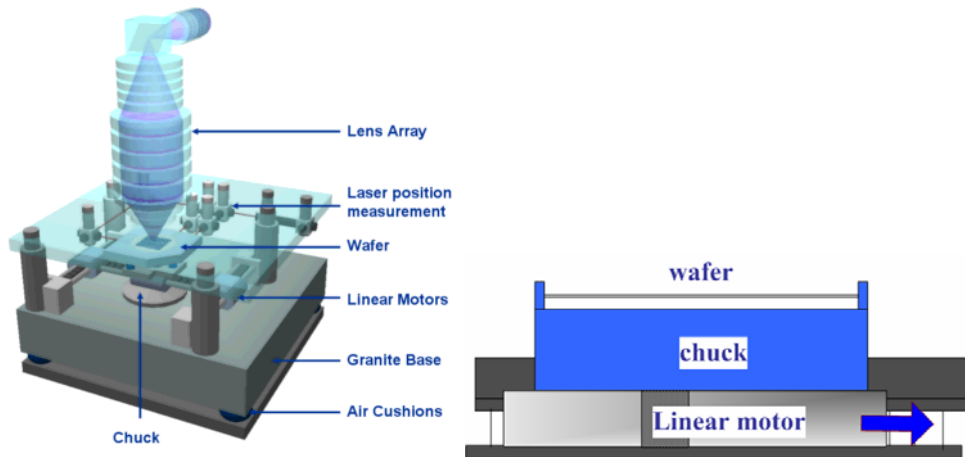 Lens Array
Laser position
measurement
Wafer
Linear Motors
Granite Base
Air Cushions
Chuck
wafer
chuck
Linear motor